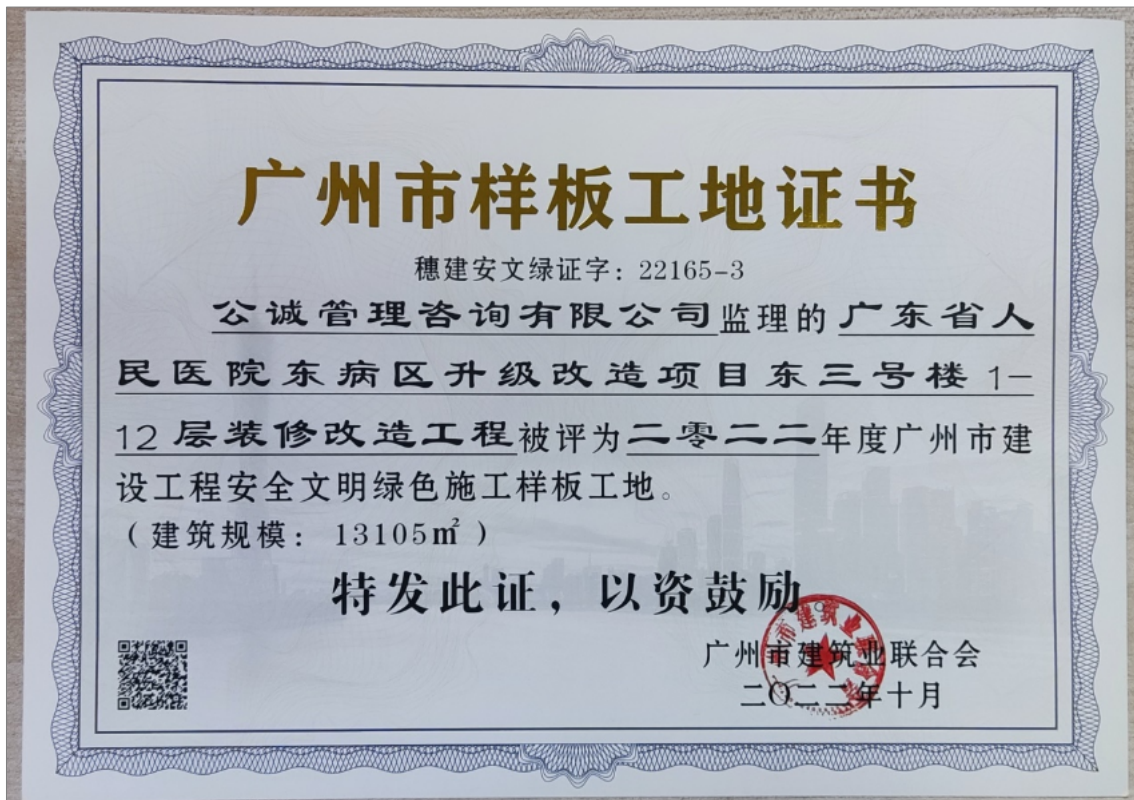 广州市样板工地证书
穗建安文绿证字：22165-3
公诚管理咨询有限公司监理的广东省人
民医院东病区升级改造项目东三号楼 1-
12 层装修改造工程被评为二零二二年度广州市建
设工程安全文明绿色施工样板工地。
（建筑规模： 13105㎡ ）
特发此证，以资鼓励。
广州市建筑业联合会
二〇二二年十月